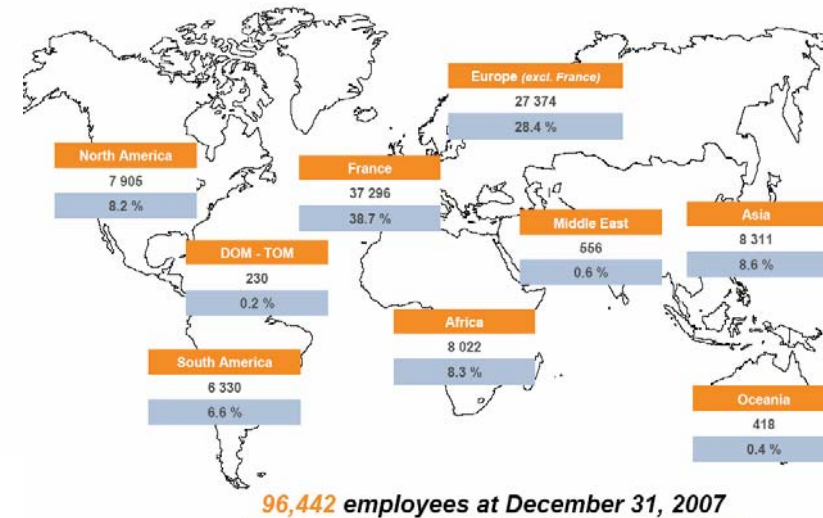 Europe (excl. France)
27 374
28.4 %
North America
7 905
8.2 %
France
37 296
38.7 %
Middle East
556
0.6 %
Asia
8 311
8.6 %
DOM - TOM
230
0.2 %
Africa
8 022
8.3 %
South America
6 330
6.6 %
Oceania
418
0.4 %
96,442 employees at December 31, 2007